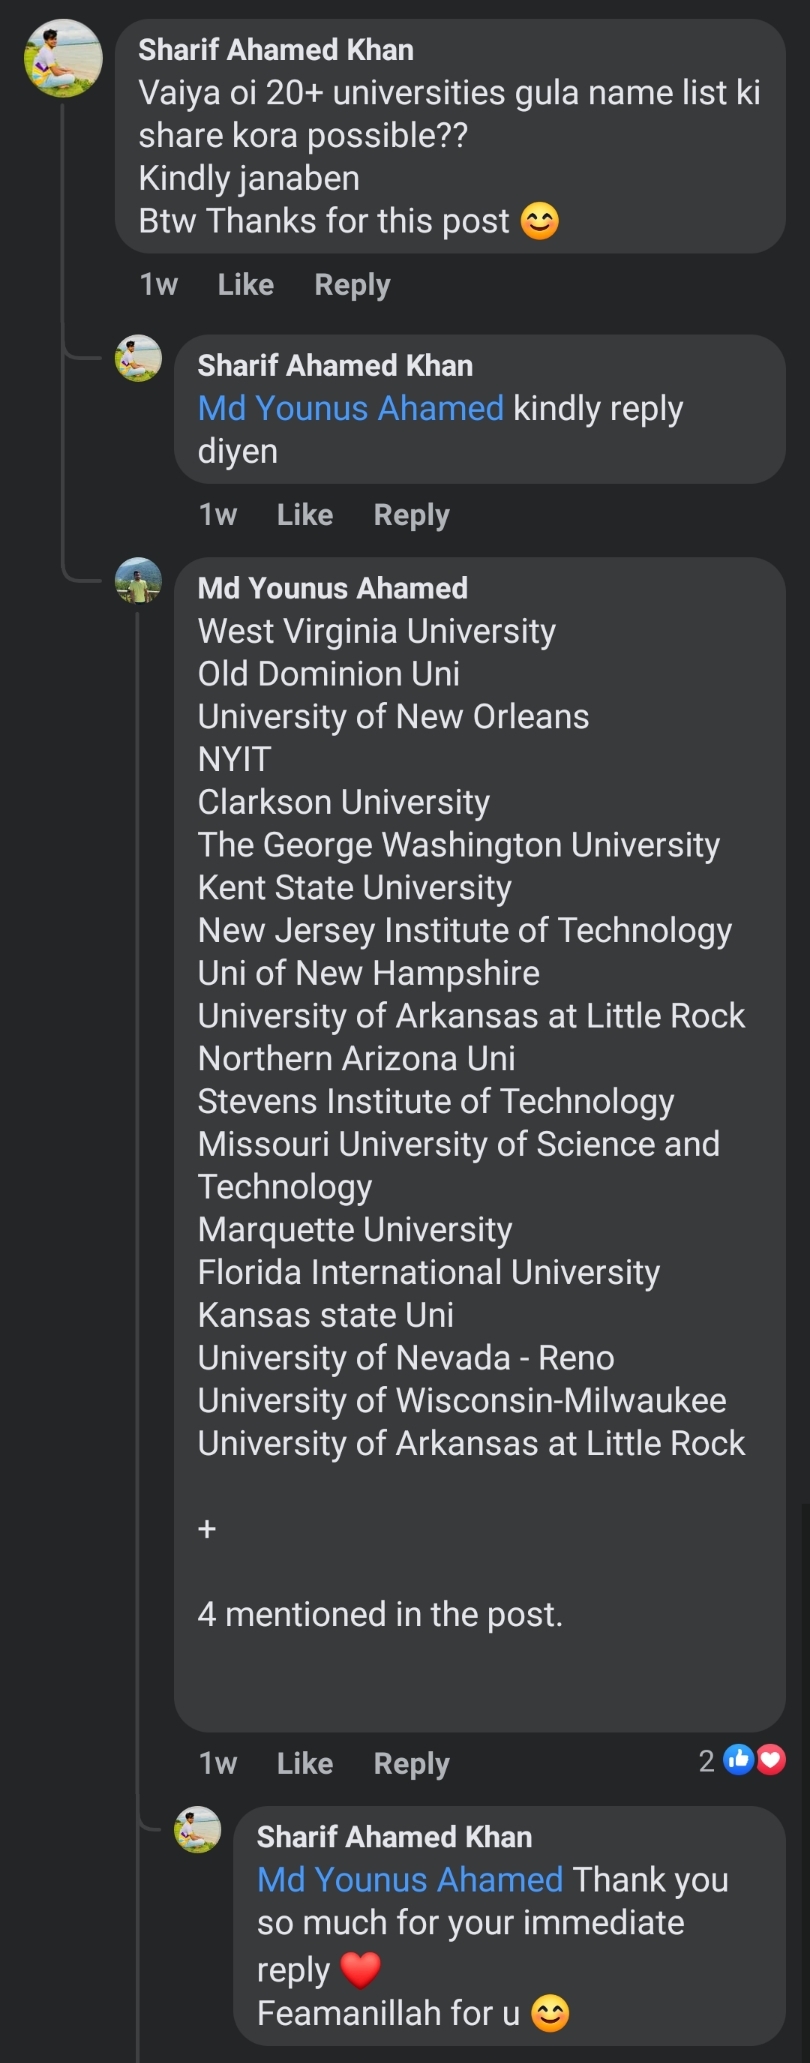 Sharif Ahamed Khan
Vaiya oi 20+ universities gula name list ki
share kora possible??
Kindly janaben
Btw Thanks for this post 😊
1w Like Reply
Sharif Ahamed Khan
Md Younus Ahamed kindly reply
diyen
1w Like Reply
Md Younus Ahamed
West Virginia University
Old Dominion Uni
University of New Orleans
NYIT
Clarkson University
The George Washington University
Kent State University
New Jersey Institute of Technology
Uni of New Hampshire
University of Arkansas at Little Rock
Northern Arizona Uni
Stevens Institute of Technology
Missouri University of Science and
Technology
Marquette University
Florida International University
Kansas state Uni
University of Nevada - Reno
University of Wisconsin-Milwaukee
University of Arkansas at Little Rock
+
4 mentioned in the post.
1w Like Reply 2
Sharif Ahamed Khan
Md Younus Ahamed Thank you
so much for your immediate
reply ❤️
Feamanillah for u 😊